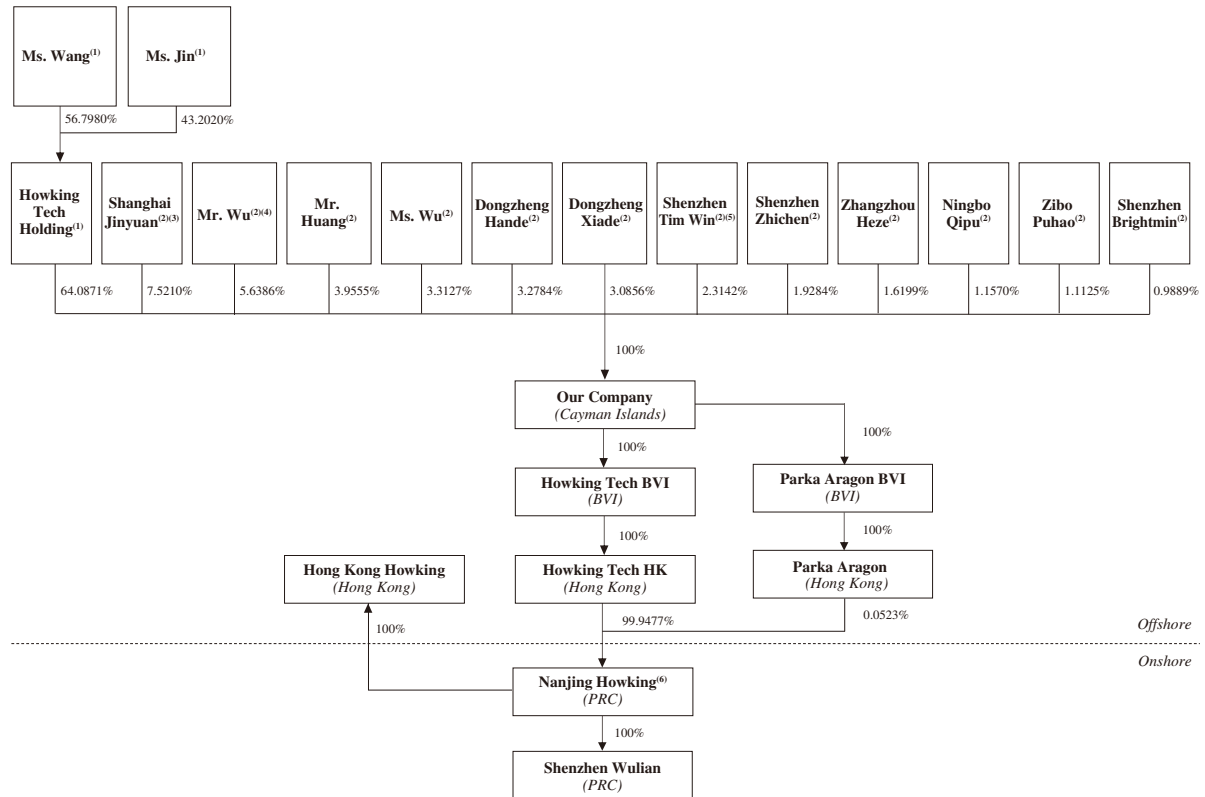 Ms. Wang(1)
Ms. Jin(1)
56.7980%
43.2020%
Howking
Tech
Holding(1)
Shanghai
Jinyuan(2)(3)
Mr. Wu(2)(4)
Mr.
Huang(2)
Ms. Wu(2)
Dongzheng
Hande(2)
Dongzheng
Xiade(2)
Shenzhen
Tim Win(2)(5)
Shenzhen
Zhichen(2)
Zhangzhou
Heze(2)
Ningbo
Qipu(2)
Zibo
Puhao(2)
Shenzhen
Brightmin(2)
64.0871%
7.5210%
5.6386%
3.9555%
3.3127%
3.2784%
3.0856%
2.3142%
1.9284%
1.6199%
1.1570%
1.1125%
0.9889%
100%
Our Company
(Cayman Islands)
100%
100%
Howking Tech BVI
(BVI)
Parka Aragon BVI
(BVI)
100%
100%
Hong Kong Howking
(Hong Kong)
Howking Tech HK
(Hong Kong)
Parka Aragon
(Hong Kong)
99.9477%
0.0523%
Offshore
100%
Onshore
Nanjing Howking(6)
(PRC)
100%
Shenzhen Wulian
(PRC)